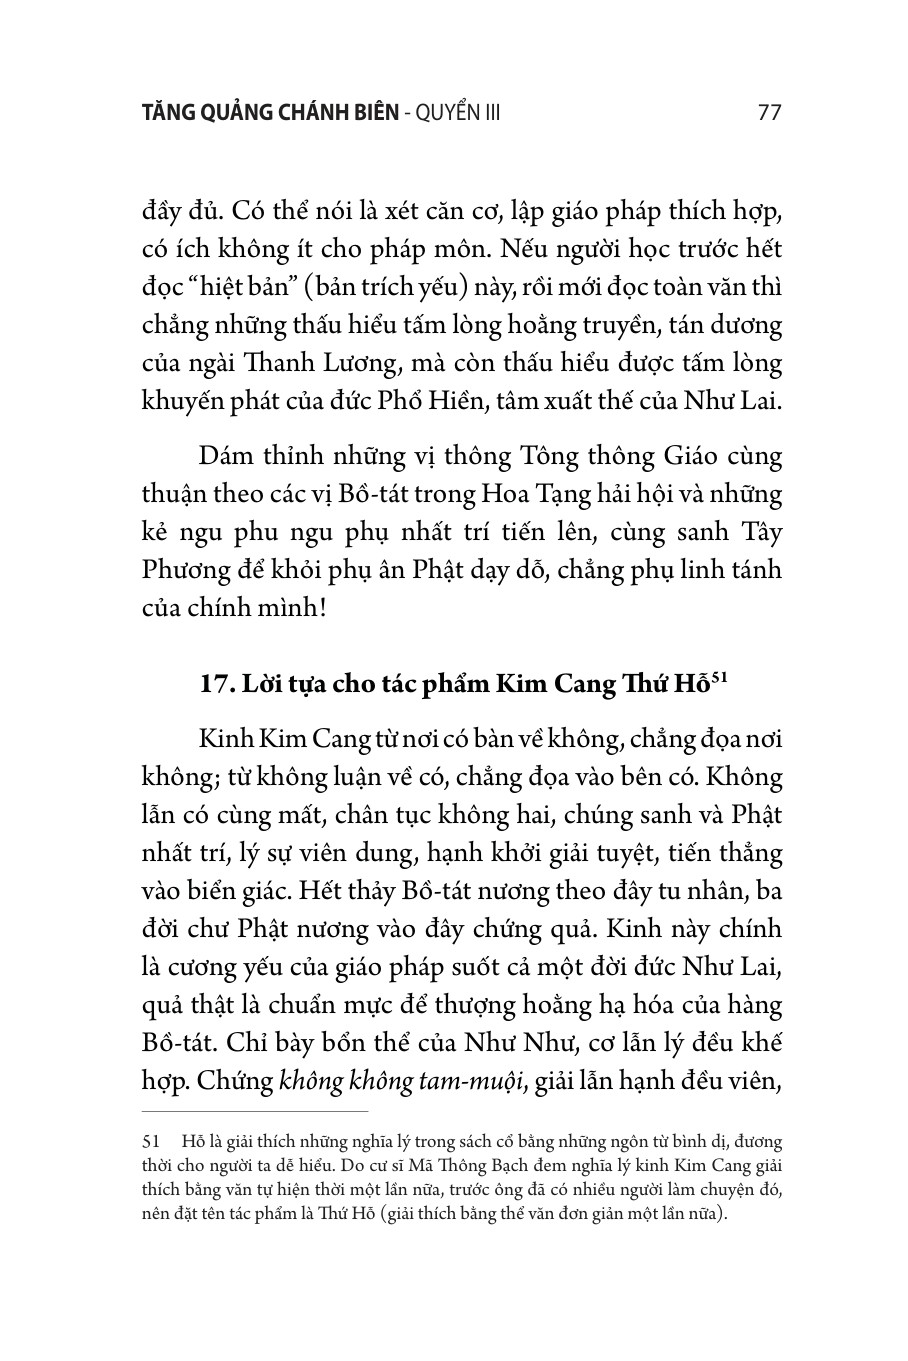 TĂNG QUẢNG CHÁNH BIÊN - QUYỂN III 77
đầy đủ. Có thể nói là xét căn cơ, lập giáo pháp thích hợp,
có ích không ít cho pháp môn. Nếu người học trước hết
đọc “hiệt bản” (bản trích yếu) này, rồi mới đọc toàn văn thì
chẳng những thấu hiểu tấm lòng hoằng truyền, tán dương
của ngài Thanh Lương, mà còn thấu hiểu được tấm lòng
khuyến phát của đức Phổ Hiền, tâm xuất thế của Như Lai.
Dám thỉnh những vị thông Tông thông Giáo cùng
thuận theo các vị Bồ-tát trong Hoa Tạng hải hội và những
kẻ ngu phu ngu phụ nhất trí tiến lên, cùng sanh Tây
Phương để khỏi phụ ân Phật dạy dỗ, chẳng phụ linh tánh
của chính mình!
17. Lời tựa cho tác phẩm Kim Cang Thứ Hỗ51
Kinh Kim Cang từ nơi có bàn về không, chẳng đọa nơi
không; từ không luận về có, chẳng đọa vào bên có. Không
lẫn có cùng mất, chân tục không hai, chúng sanh và Phật
nhất trí, lý sự viên dung, hạnh khởi giải tuyệt, tiến thẳng
vào biển giác. Hết thảy Bồ-tát nương theo đây tu nhân, ba
đời chư Phật nương vào đây chứng quả. Kinh này chính
là cương yếu của giáo pháp suốt cả một đời đức Như Lai,
quả thật là chuẩn mực để thượng hoằng hạ hóa của hàng
Bồ-tát. Chỉ bày bổn thể của Như Như, cơ lẫn lý đều khế
hợp. Chứng không không tam-muội, giải lẫn hạnh đều viên,
51 Hỗ là giải thích những nghĩa lý trong sách cổ bằng những ngôn từ bình dị, đương
thời cho người ta dễ hiểu. Do cư sĩ Mã Thông Bạch đem nghĩa lý kinh Kim Cang giải
thích bằng văn tự hiện thời một lần nữa, trước ông đã có nhiều người làm chuyện đó,
nên đặt tên tác phẩm là Thứ Hỗ (giải thích bằng thể văn đơn giản một lần nữa).